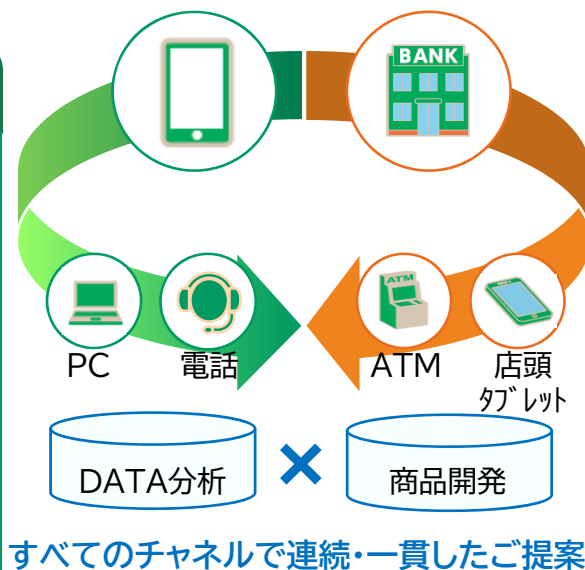 BANK
ATM
PC
電話
ATM
店頭
ﾀﾌﾞﾚｯﾄ
DATA分析
×
商品開発
すべてのチャネルで連続・一貫したご提案